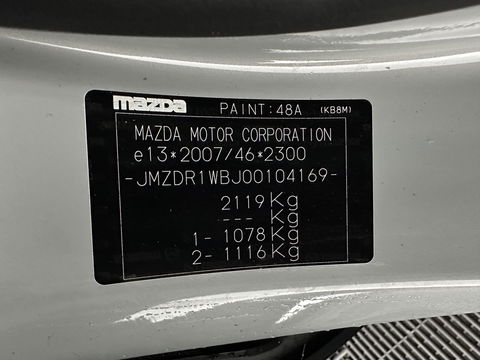 mazda PAINT:48A (KB8M)
MAZDA MOTOR CORPORATION
e13*2007/46*2300
-JMZDR1WBJ00104169-
2119 Kg
--- Kg
1- 1078 Kg
2- 1116 Kg